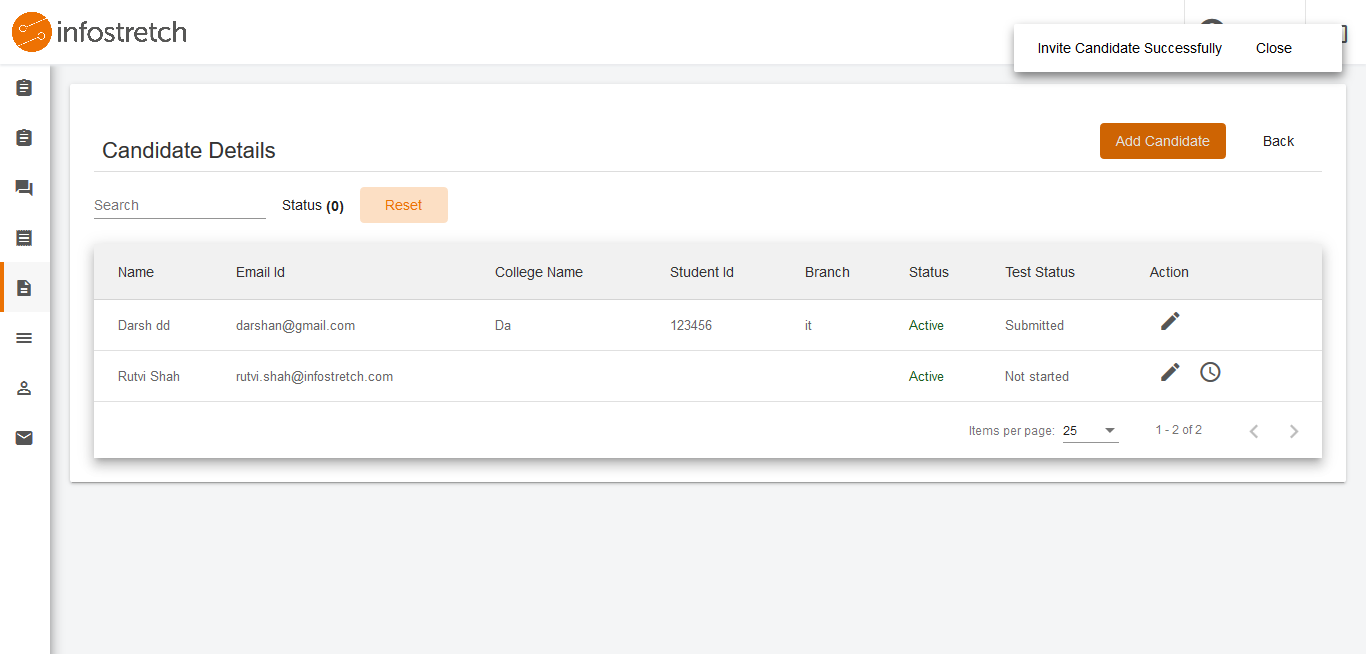 infostretch
Invite Candidate Successfully Close
Candidate Details
Add Candidate Back
Search Status (0) Reset
Name Email Id College Name Student Id Branch Status Test Status Action
Darsh dd darshan@gmail.com Da 123456 it Active Submitted
Rutvi Shah rutvi.shah@infostretch.com Active Not started
Items per page: 25 1 - 2 of 2